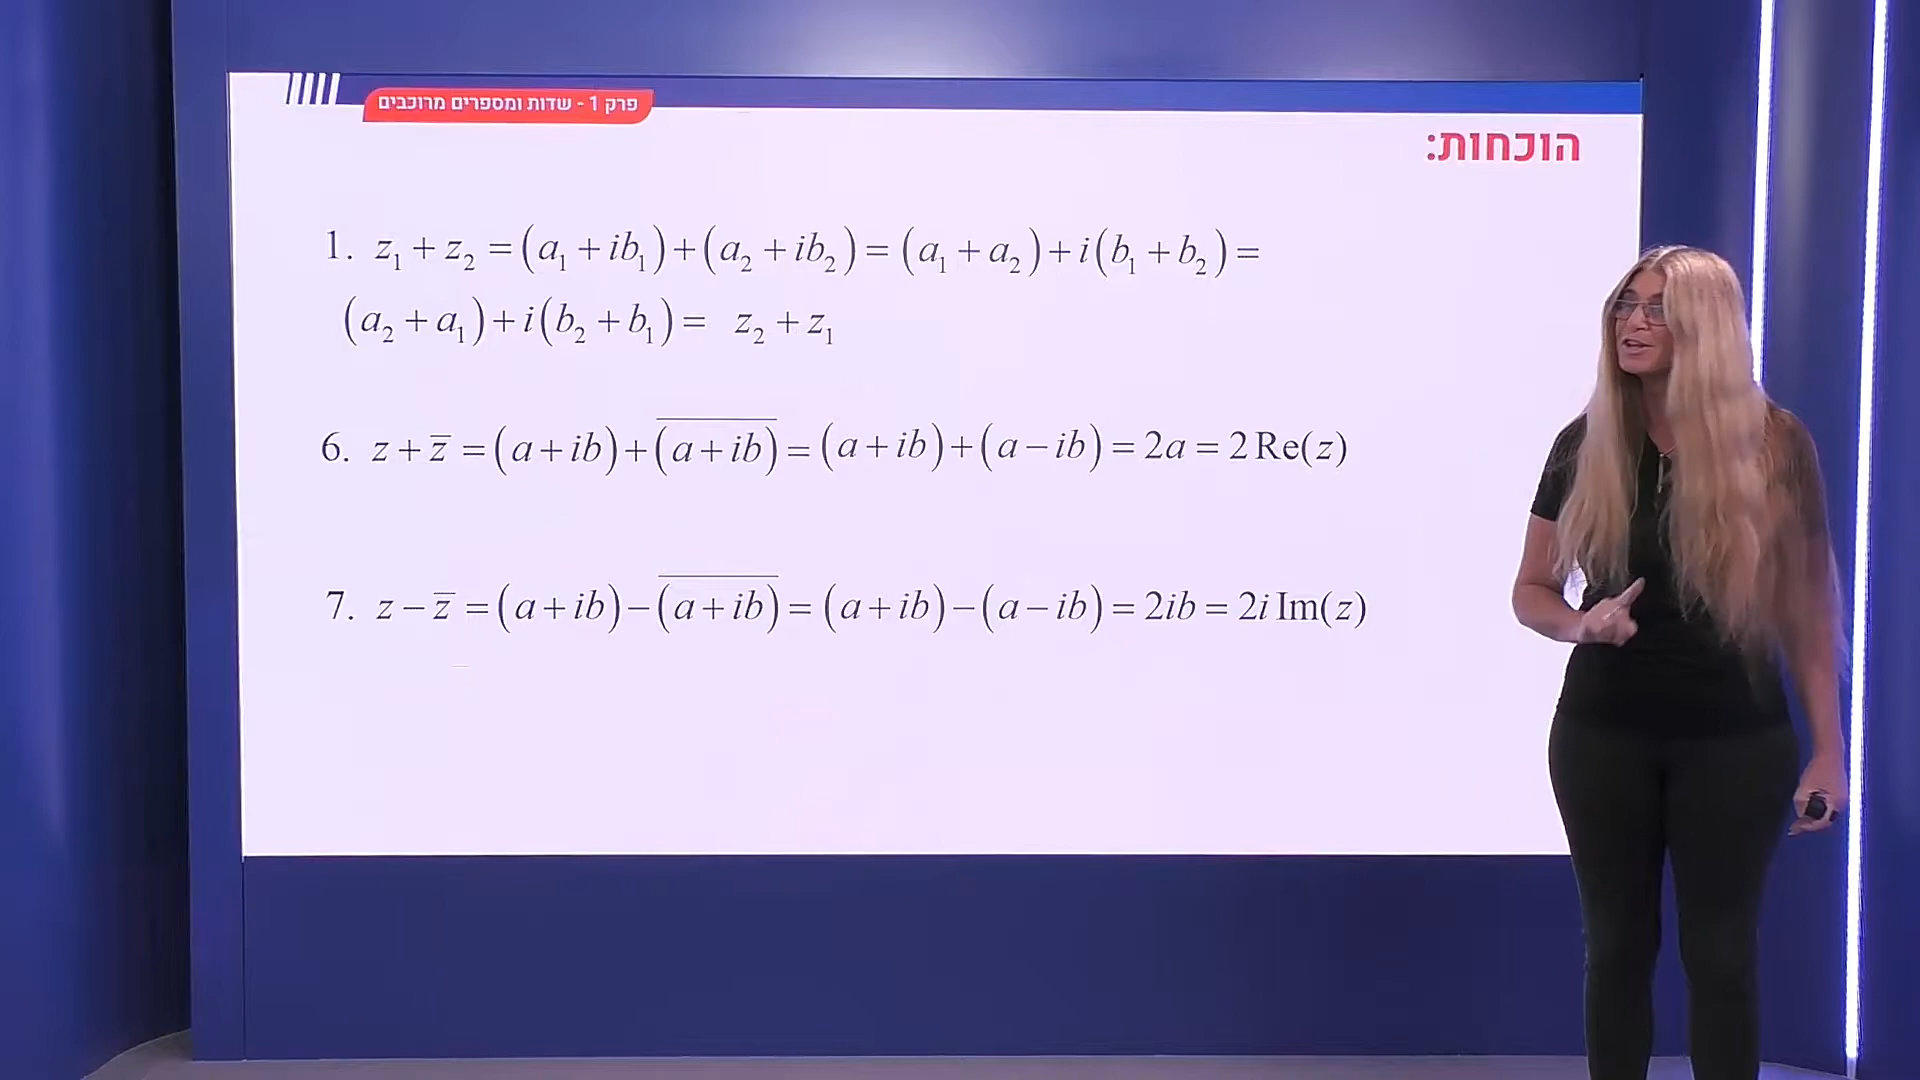 פרק 1 - שדות ומספרים מרוכבים
הוכחות:
1. z₁ + z₂ = (a₁ + ib₁) + (a₂ + ib₂) = (a₁ + a₂) + i(b₁ + b₂) =
(a₂ + a₁) + i(b₂ + b₁) = z₂ + z₁
6. z + z̅ = (a + ib) + \overline{(a + ib)} = (a + ib) + (a − ib) = 2a = 2 Re(z)
7. z − z̅ = (a + ib) − \overline{(a + ib)} = (a + ib) − (a − ib) = 2ib = 2i Im(z)